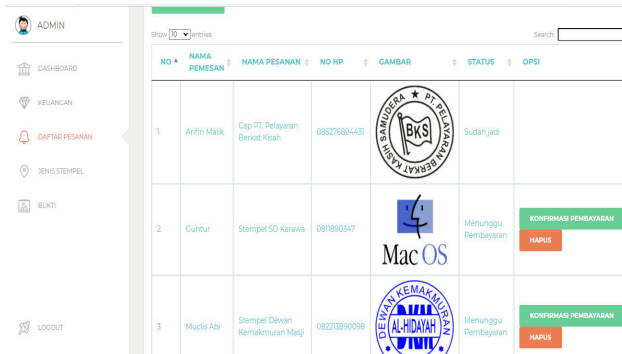 ADMIN
DASHBOARD
KEUANGAN
DAFTAR PESANAN
JENIS STEMPEL
BUKTI
LOGOUT
Show 10 entries
Search:
NO NAMA PEMESAN NAMA PESANAN NO HP GAMBAR STATUS OPSI
1 Arifin Malik Cap PT. Pelayaran Berkat Kisah 085276894431 Sudah jadi
SAMUDERA ★ PT. PELAYARAN BERKAT KASIH
BKS
2 Guntur Stempel SD Karawa 0811890347 Menunggu Pembayaran
Mac OS
KONFIRMASI PEMBAYARAN
HAPUS
3 Muclis Abi Stempel Dewan Kemakmuran Masji 082213990098 Menunggu Pembayaran
DEWAN KEMAKMURAN
AL-HIDAYAH
DKM
KONFIRMASI PEMBAYARAN
HAPUS